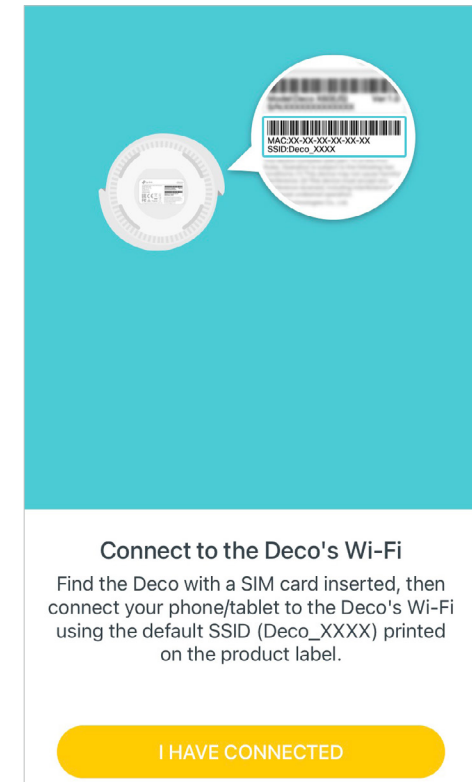 MAC:XX-XX-XX-XX-XX-XX
SSID:Deco_XXXX
Connect to the Deco's Wi-Fi
Find the Deco with a SIM card inserted, then
connect your phone/tablet to the Deco's Wi-Fi
using the default SSID (Deco_XXXX) printed
on the product label.
I HAVE CONNECTED